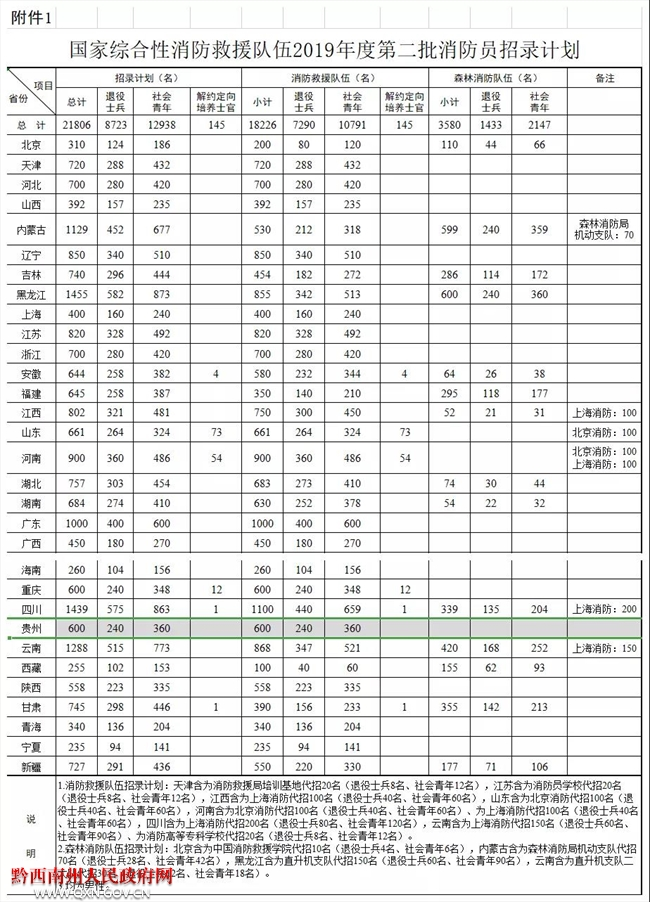 附件1
国家综合性消防救援队伍2019年度第二批消防员招录计划
项目 招录计划（名） 消防救援队伍（名） 森林消防队伍（名） 备注
省份 总计 退役士兵 社会青年 解约定向培养士官 小计 退役士兵 社会青年 解约定向培养士官 小计 退役士兵 社会青年
总 计 21806 8723 12938 145 18226 7290 10791 145 3580 1433 2147
北京 310 124 186 200 80 120 110 44 66
天津 720 288 432 720 288 432
河北 700 280 420 700 280 420
山西 392 157 235 392 157 235
内蒙古 1129 452 677 530 212 318 599 240 359 森林消防局机动支队：70
辽宁 850 340 510 850 340 510
吉林 740 296 444 454 182 272 286 114 172
黑龙江 1455 582 873 855 342 513 600 240 360
上海 400 160 240 400 160 240
江苏 820 328 492 820 328 492
浙江 700 280 420 700 280 420
安徽 644 258 382 4 580 232 344 4 64 26 38
福建 645 258 387 350 140 210 295 118 177
江西 802 321 481 750 300 450 52 21 31 上海消防：100
山东 661 264 324 73 661 264 324 73 北京消防：100
河南 900 360 486 54 900 360 486 54 北京消防：100 上海消防：100
湖北 757 303 454 683 273 410 74 30 44
湖南 684 274 410 630 252 378 54 22 32
广东 1000 400 600 1000 400 600
广西 450 180 270 450 180 270
海南 260 104 156 260 104 156
重庆 600 240 348 12 600 240 348 12
四川 1439 575 863 1 1100 440 659 1 339 135 204 上海消防：200
贵州 600 240 360 600 240 360
云南 1288 515 773 868 347 521 420 168 252 上海消防：150
西藏 255 102 153 100 40 60 155 62 93
陕西 558 223 335 558 223 335
甘肃 745 298 446 1 390 156 233 1 355 142 213
青海 340 136 204 340 136 204
宁夏 235 94 141 235 94 141
新疆 727 291 436 550 220 330 177 71 106
说明
1.消防救援队伍招录计划：天津含为消防救援局培训基地代招20名（退役士兵8名、社会青年12名），江苏含为消防员学校代招20名
（退役士兵8名、社会青年12名），江西含为上海消防代招100名（退役士兵40名、社会青年60名），山东含为北京消防代招100名（退
役士兵40名、社会青年60名），河南含为北京消防代招100名（退役士兵40名、社会青年60名）、为上海消防代招100名（退役士兵40名
、社会青年60名），四川含为上海消防代招200名（退役士兵80名、社会青年120名），云南含为上海消防代招150名（退役士兵60名、
社会青年90名）、为消防高等专科学校代招20名（退役士兵8名、社会青年12名）。
2.森林消防队伍招录计划：北京含为中国消防救援学院代招10名（退役士兵4名、社会青年6名），内蒙古含为森林消防局机动支队代招
70名（退役士兵28名、社会青年42名），黑龙江含为直升机支队代招150名（退役士兵60名、社会青年90名），云南含为直升机支队二
社会青年18名）。
均为男性。
黔西南州人民政府网
WWW.QXN.GOV.CN